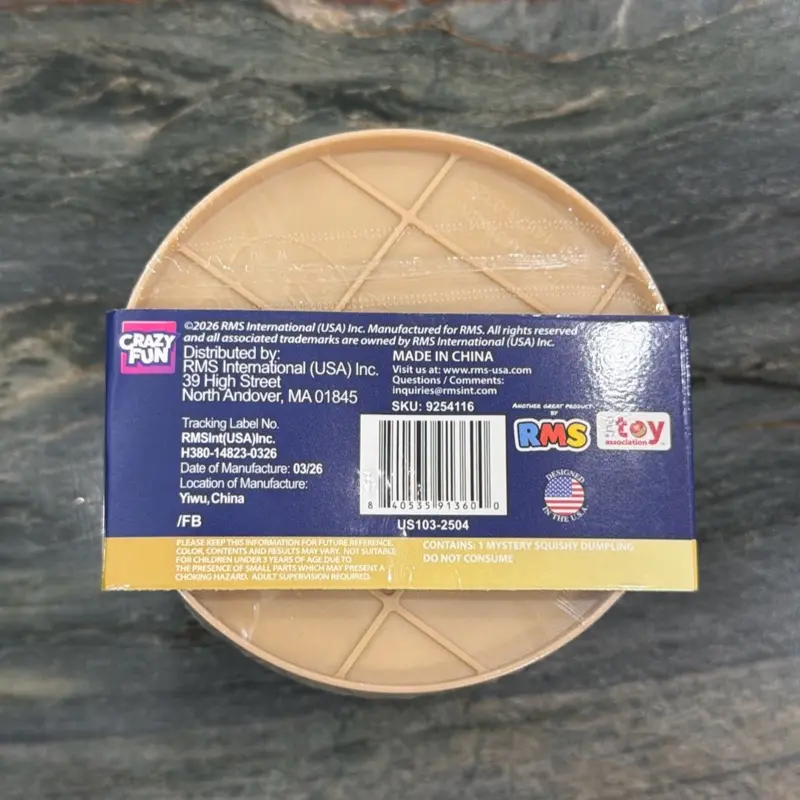 CRAZY
FUN
©2026 RMS International (USA) Inc. Manufactured for RMS. All rights reserved
and all associated trademarks are owned by RMS International (USA) Inc.
Distributed by:
RMS International (USA) Inc.
39 High Street
North Andover, MA 01845
MADE IN CHINA
Visit us at: www.rms-usa.com
Questions / Comments:
inquiries@rmsint.com
SKU: 9254116
Tracking Label No.
RMSInt(USA)Inc.
H380-14823-0326
Date of Manufacture: 03/26
Location of Manufacture:
Yiwu,China
/FB
8 40535 91360 0
US103-2504
ANOTHER GREAT PRODUCT
BY
RMS
the toy
association
DESIGNED
IN THE U.S.A
PLEASE KEEP THIS INFORMATION FOR FUTURE REFERENCE.
COLOR, CONTENTS AND RESULTS MAY VARY. NOT SUITABLE
FOR CHILDREN UNDER 3 YEARS OF AGE DUE TO
THE PRESENCE OF SMALL PARTS WHICH MAY PRESENT A
CHOKING HAZARD. ADULT SUPERVISION REQUIRED.
CONTAINS: 1 MYSTERY SQUISHY DUMPLING
DO NOT CONSUME